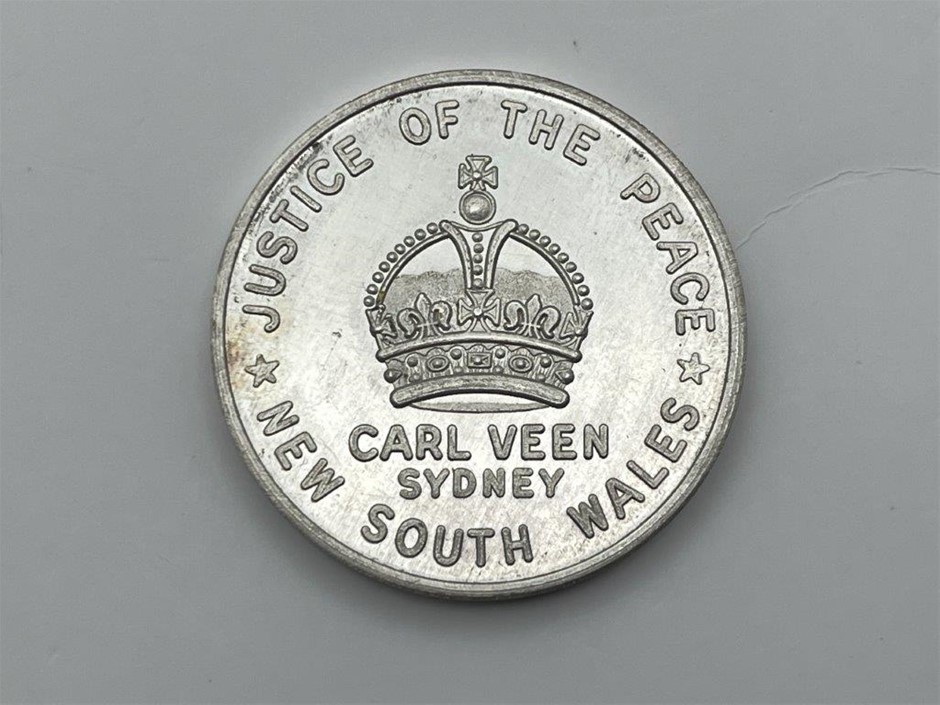 JUSTICE OF THE PEACE
CARL VEEN
SYDNEY
★ NEW SOUTH WALES ★